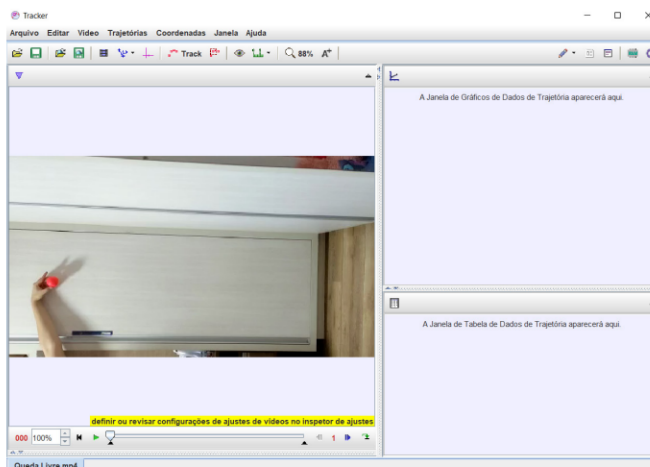 Tracker
Arquivo Editar Vídeo Trajetórias Coordenadas Janela Ajuda
Track 88% A+
A Janela de Gráficos de Dados de Trajetória aparecerá aqui.
A Janela de Tabela de Dados de Trajetória aparecerá aqui.
definir ou revisar configurações de ajustes de vídeos no inspetor de ajustes
000 100% 1
Queda Livre.mp4